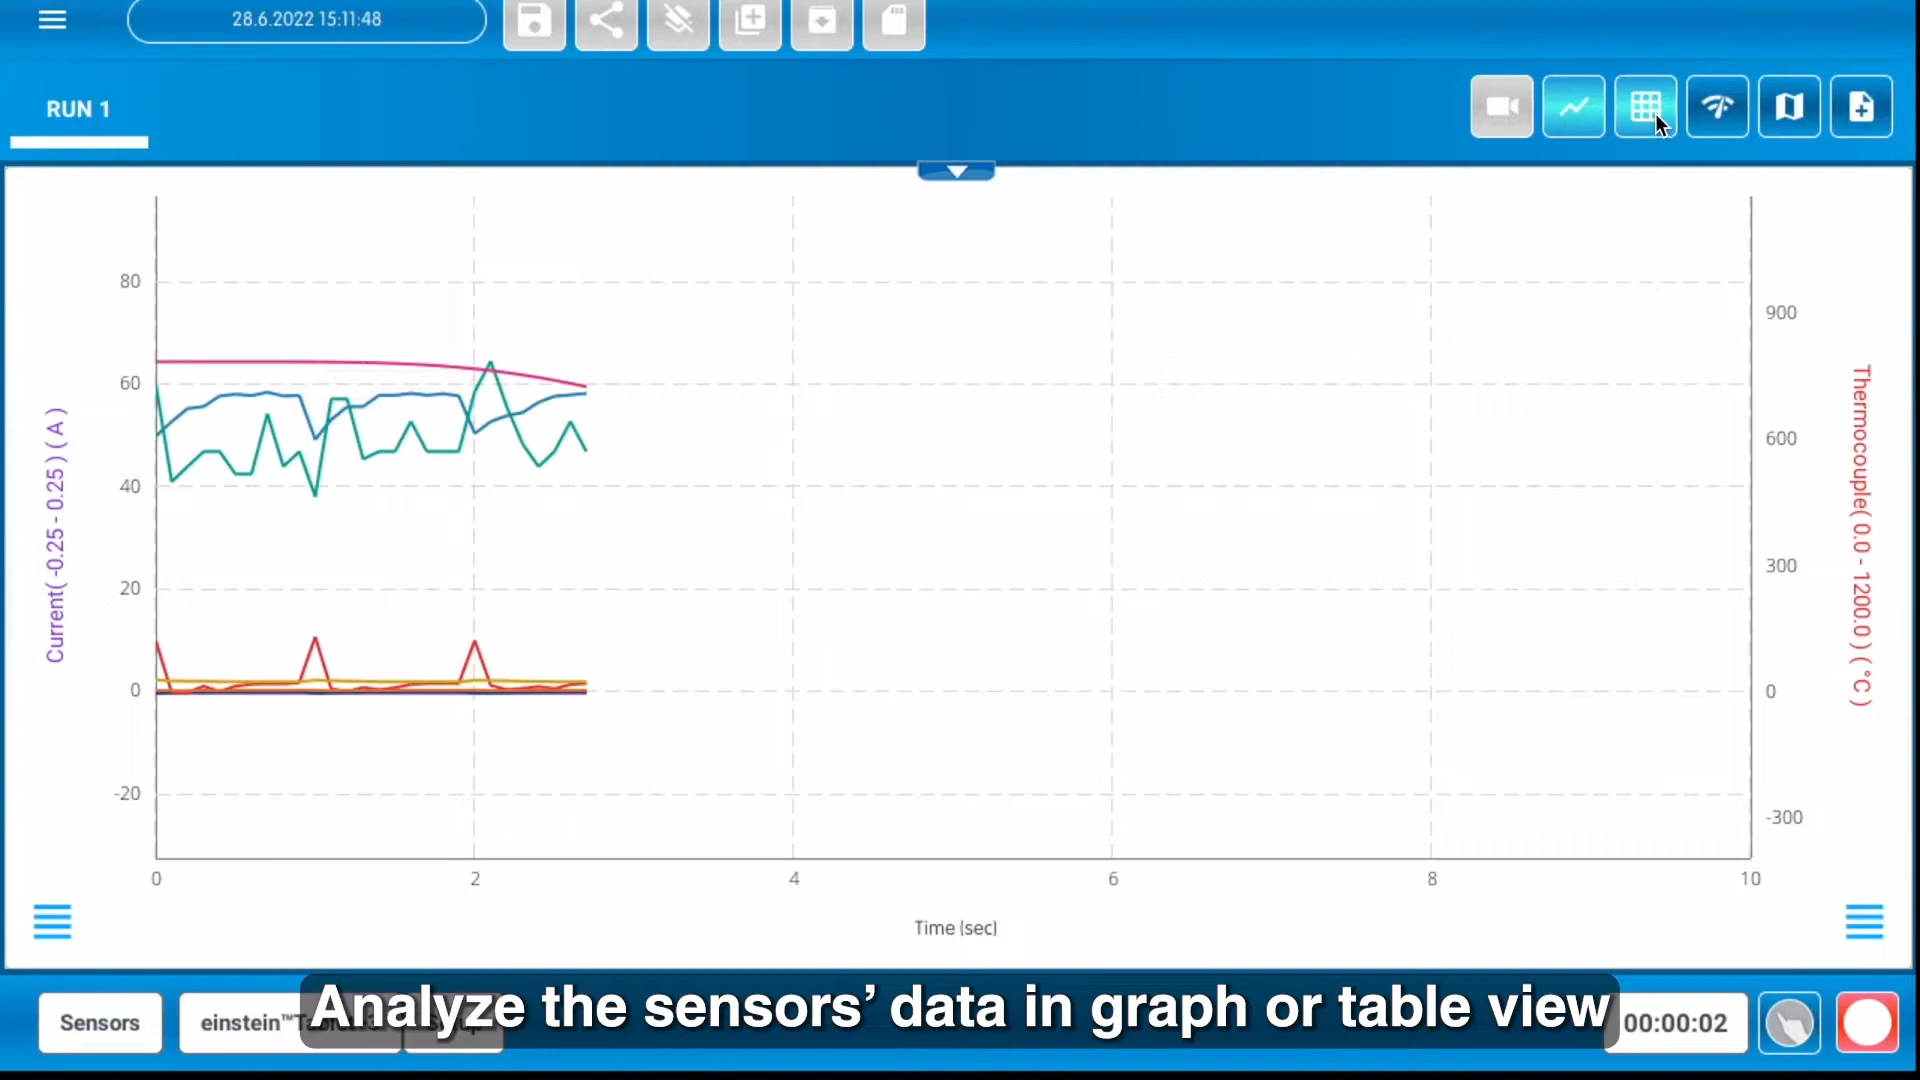 28.6.2022 15:11:48
RUN 1
80
60
40
20
0
-20
Current( -0.25 - 0.25 ) ( A )
900
600
300
0
-300
Thermocouple( 0.0 - 1200.0 ) ( °C )
0 2 4 6 8 10
Time (sec)
Analyze the sensors’ data in graph or table view
Sensors
einstein™
00:00:02